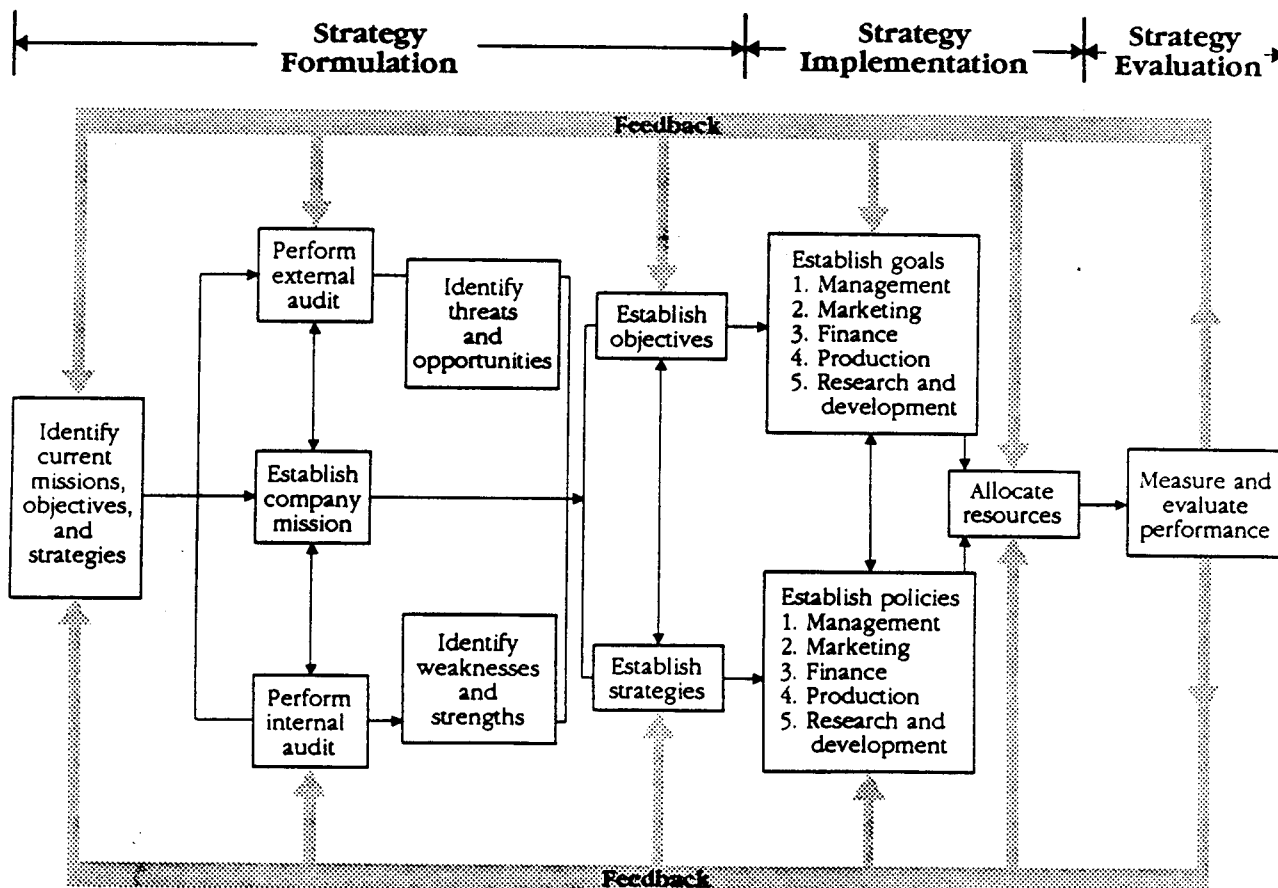 Strategy
Formulation
Strategy
Implementation
Strategy
Evaluation
Feedback
Perform
external
audit
Identify
threats
and
opportunities
Establish
objectives
Establish goals
1. Management
2. Marketing
3. Finance
4. Production
5. Research and
development
Identify
current
missions,
objectives,
and
strategies
Establish
company
mission
Allocate
resources
Measure and
evaluate
performance
Perform
internal
audit
Identify
weaknesses
and
strengths
Establish
strategies
Establish policies
1. Management
2. Marketing
3. Finance
4. Production
5. Research and
development
Feedback